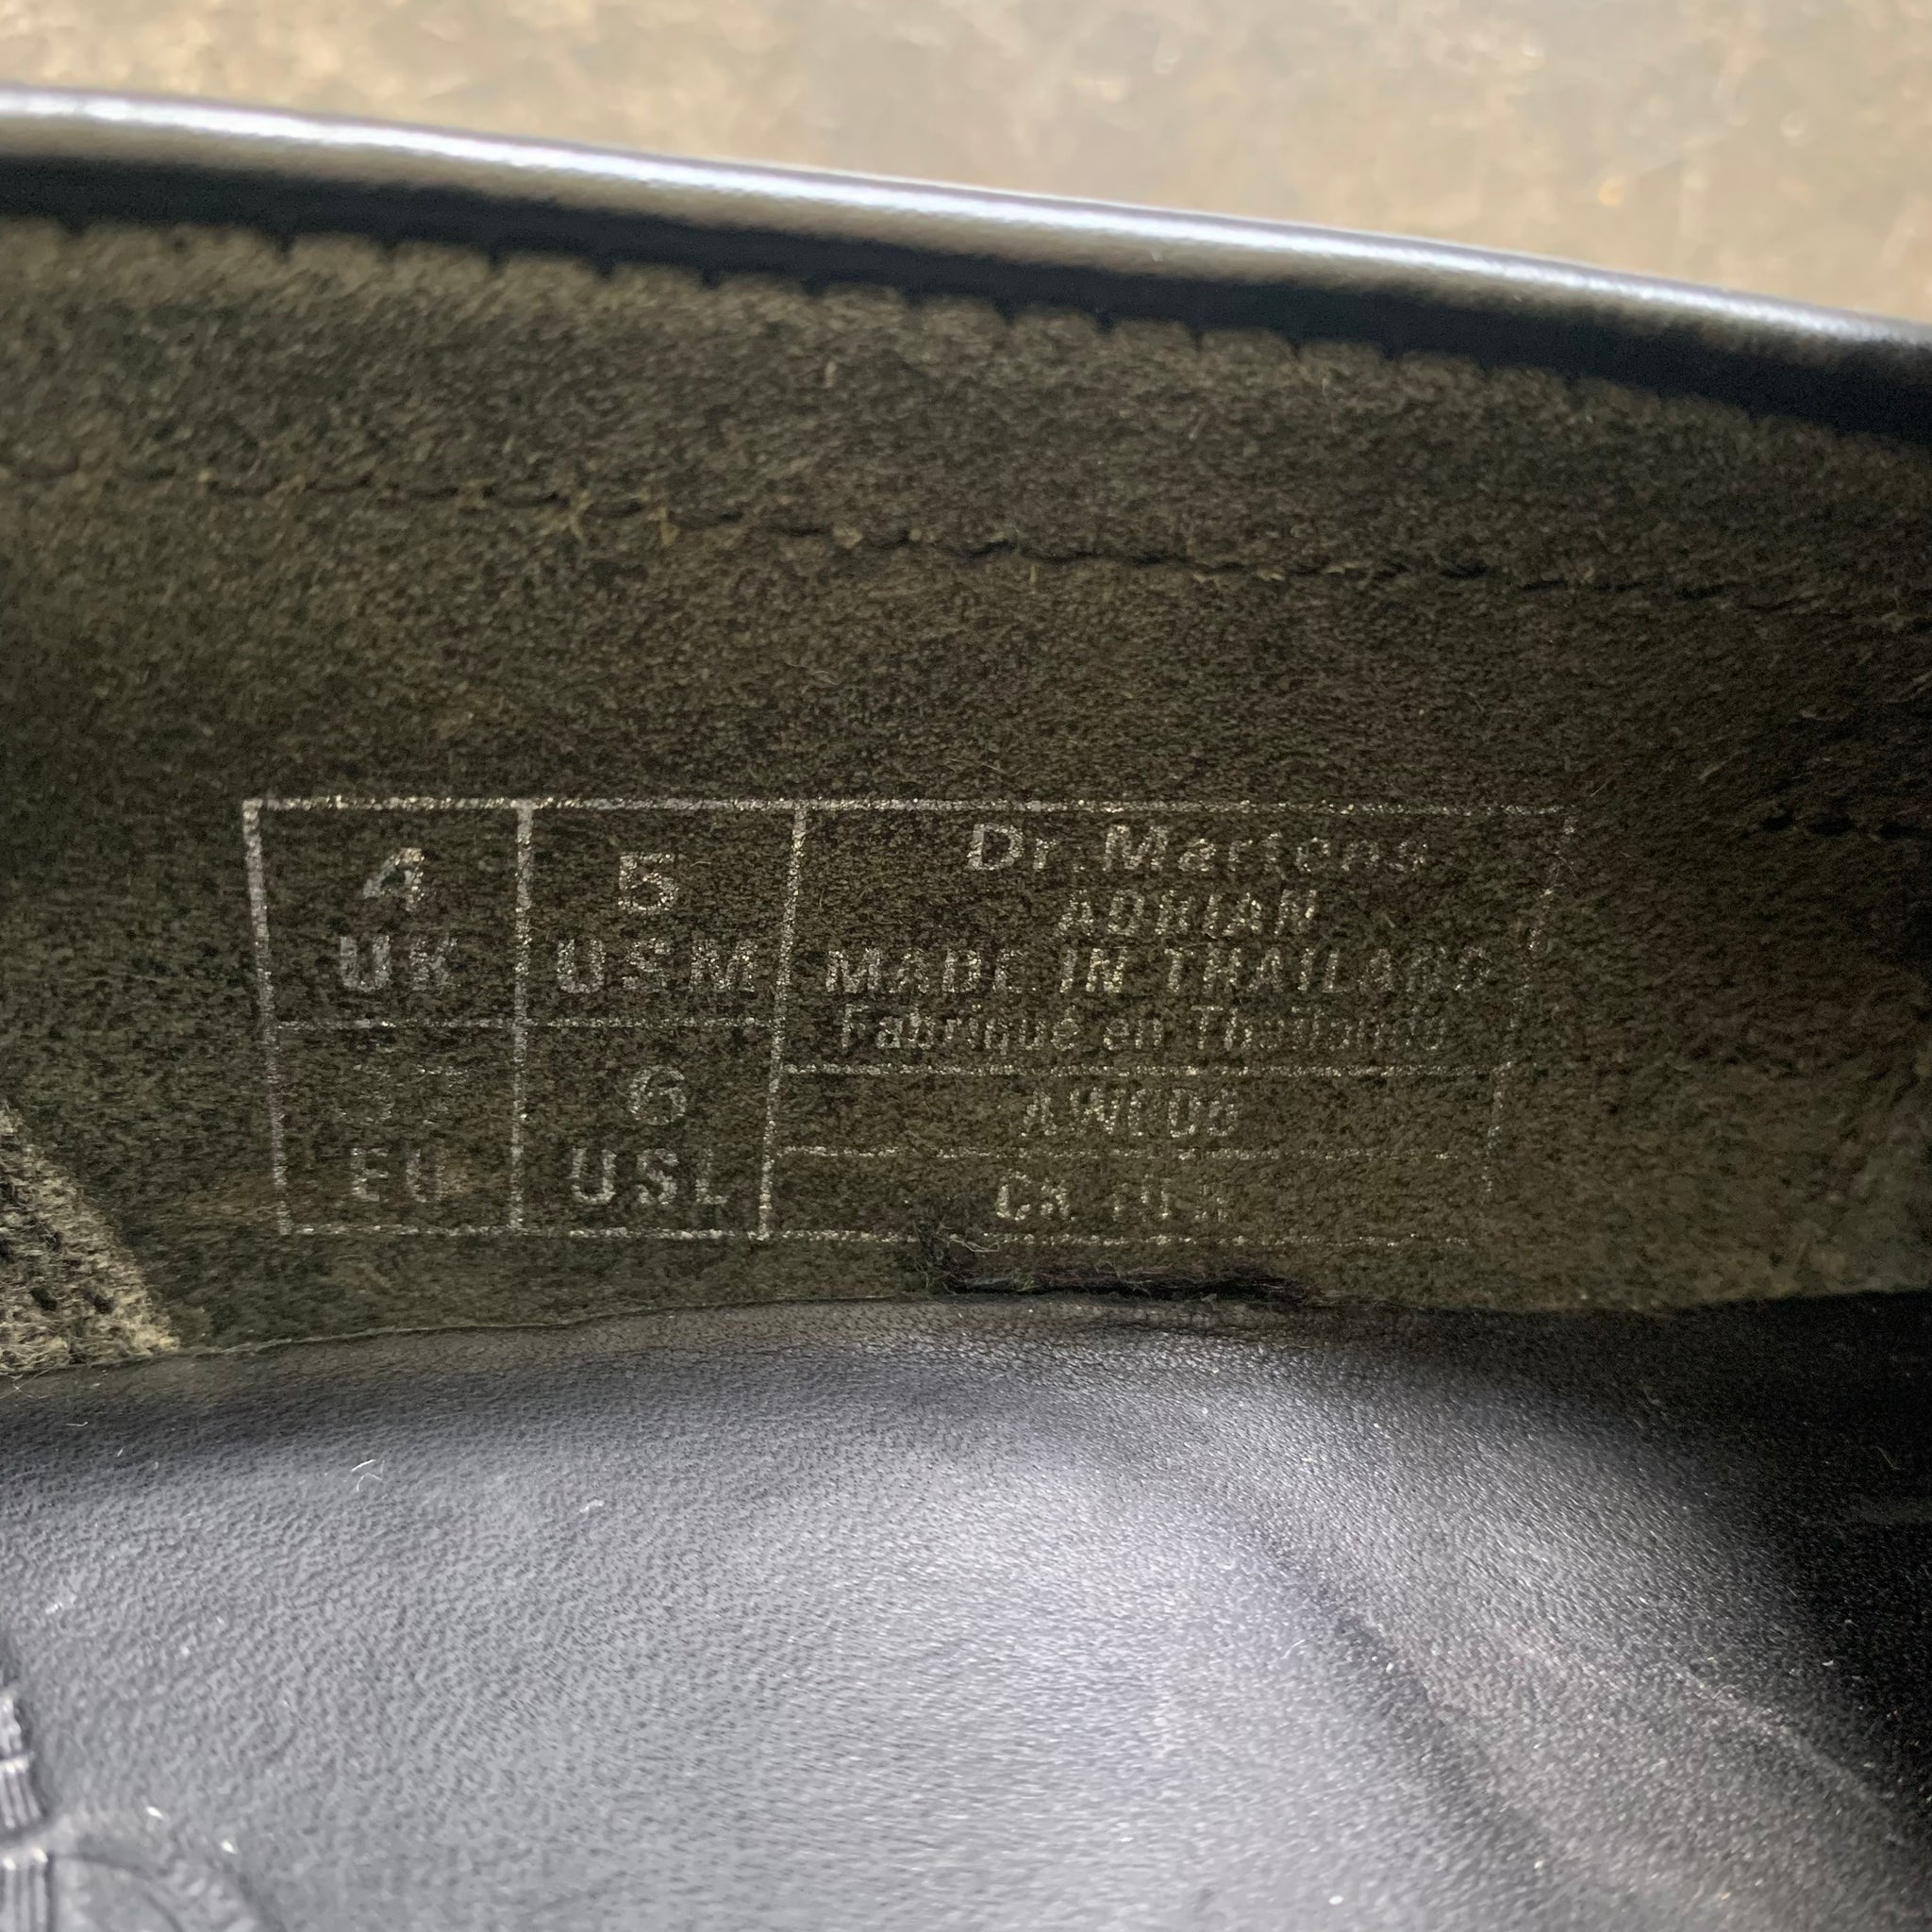 4
UK
5
USM
EU
6
USL
Dr. Martens
ADRIAN
MADE IN THAILAND
Fabriqué en Thaïlande